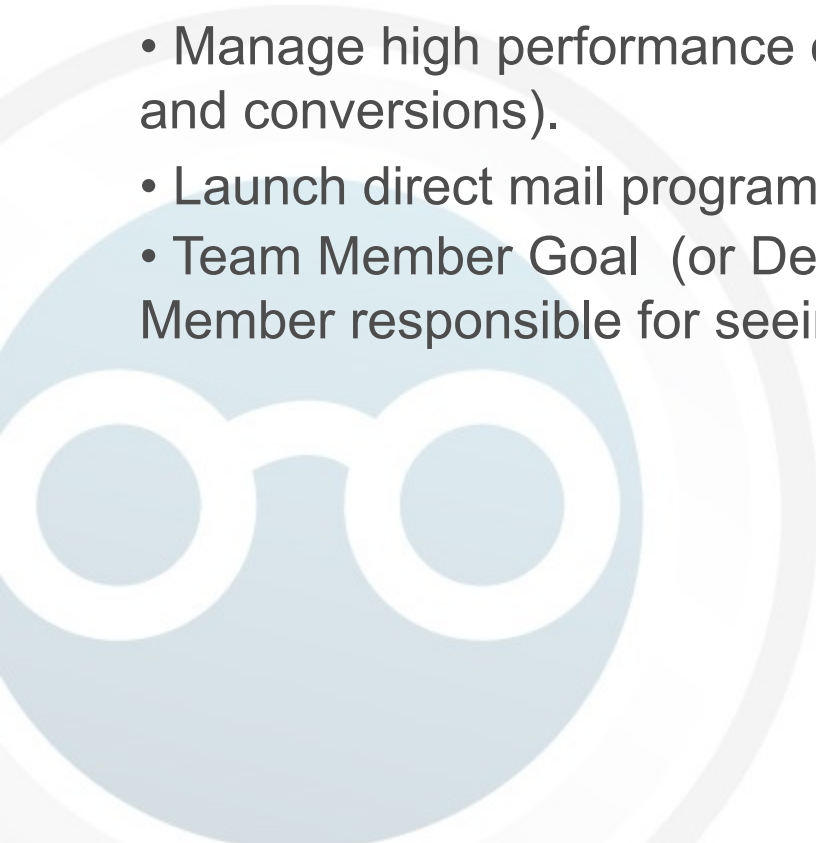 • Manage high performance
and conversions).
• Launch direct mail program
• Team Member Goal (or De
Member responsible for seei